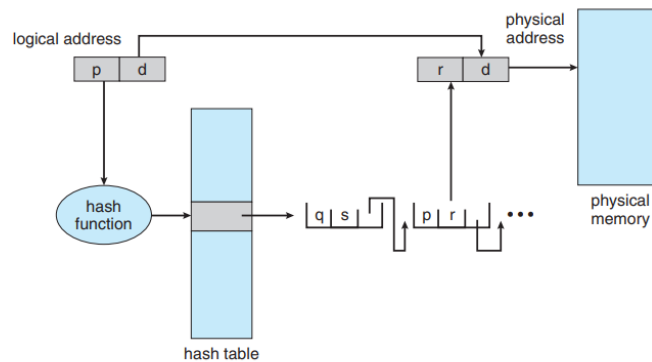 logical address
physical
address
p d
r d
hash
function
q s
p r
•••
physical
memory
hash table